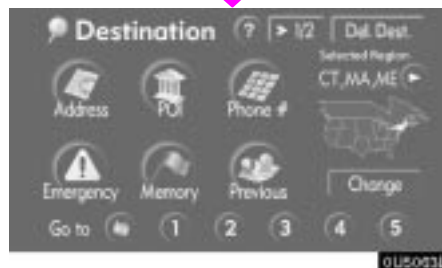 Destination ? ▶ 1/2 Del. Dest.
Selected Region
CT,MA,ME
Address POI Phone #
Emergency Memory Previous Change
Go to 1 2 3 4 5